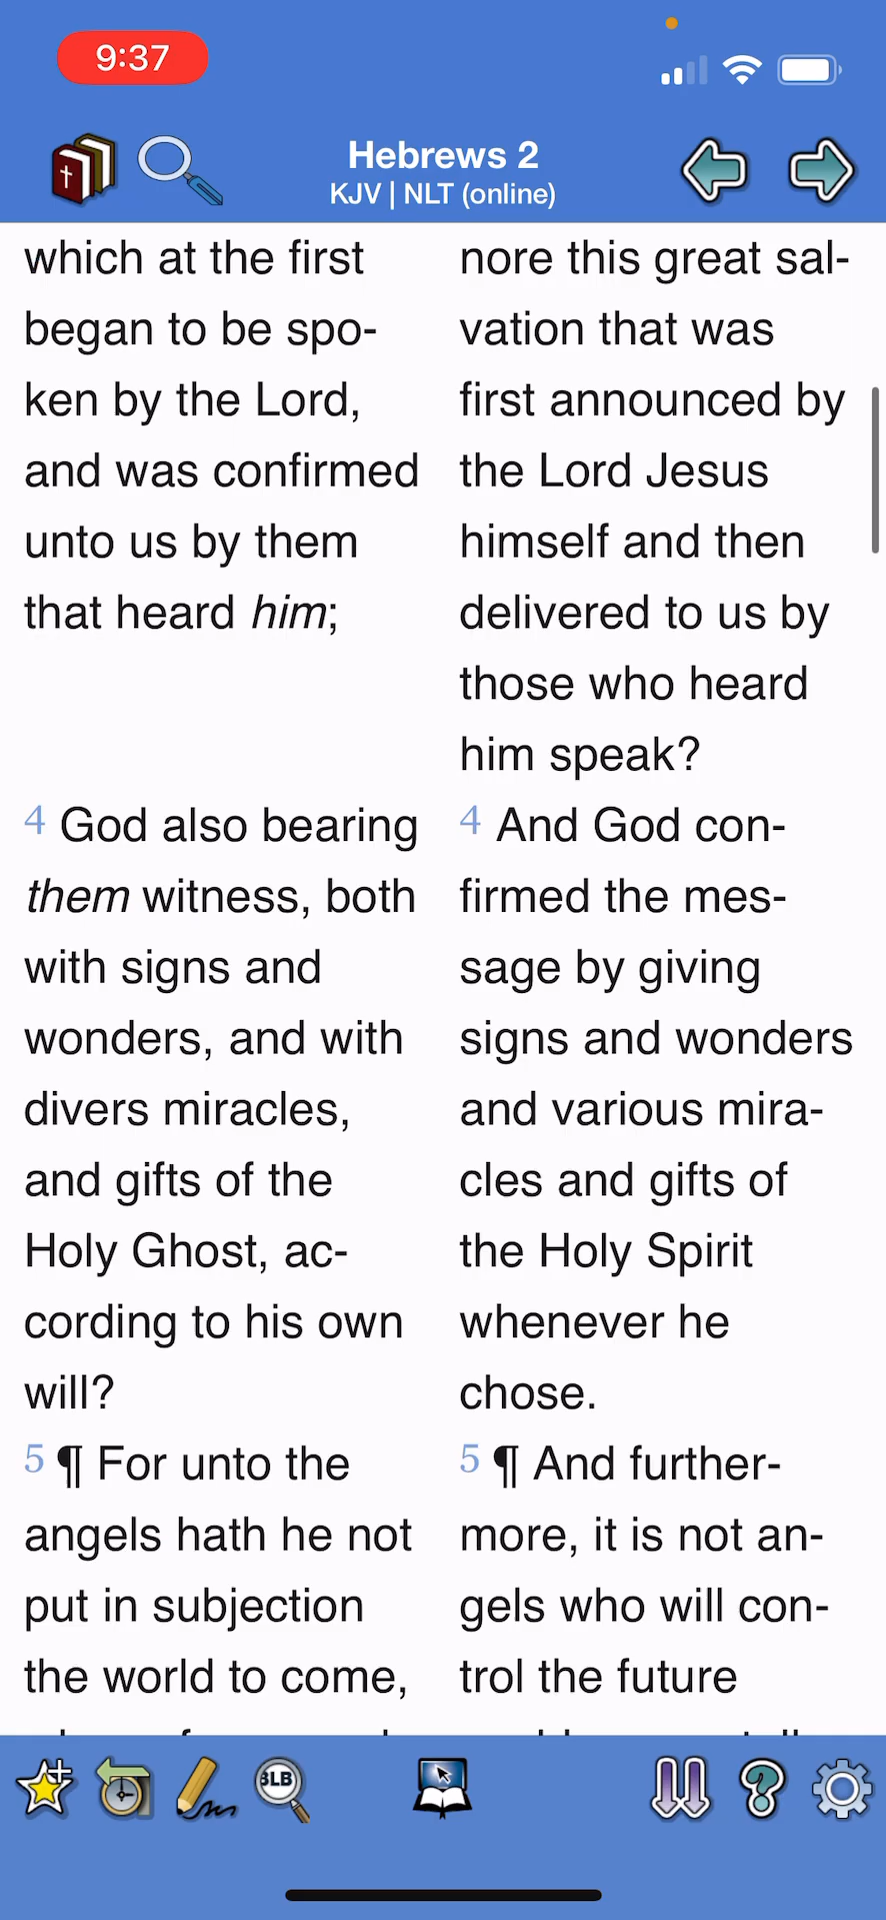 9:37
Hebrews 2
KJV | NLT (online)
which at the first
began to be spo-
ken by the Lord,
and was confirmed
unto us by them
that heard him;
4 God also bearing
them witness, both
with signs and
wonders, and with
divers miracles,
and gifts of the
Holy Ghost, ac-
cording to his own
will?
5 ¶ For unto the
angels hath he not
put in subjection
the world to come,
nore this great sal-
vation that was
first announced by
the Lord Jesus
himself and then
delivered to us by
those who heard
him speak?
4 And God con-
firmed the mes-
sage by giving
signs and wonders
and various mira-
cles and gifts of
the Holy Spirit
whenever he
chose.
5 ¶ And further-
more, it is not an-
gels who will con-
trol the future
BLB